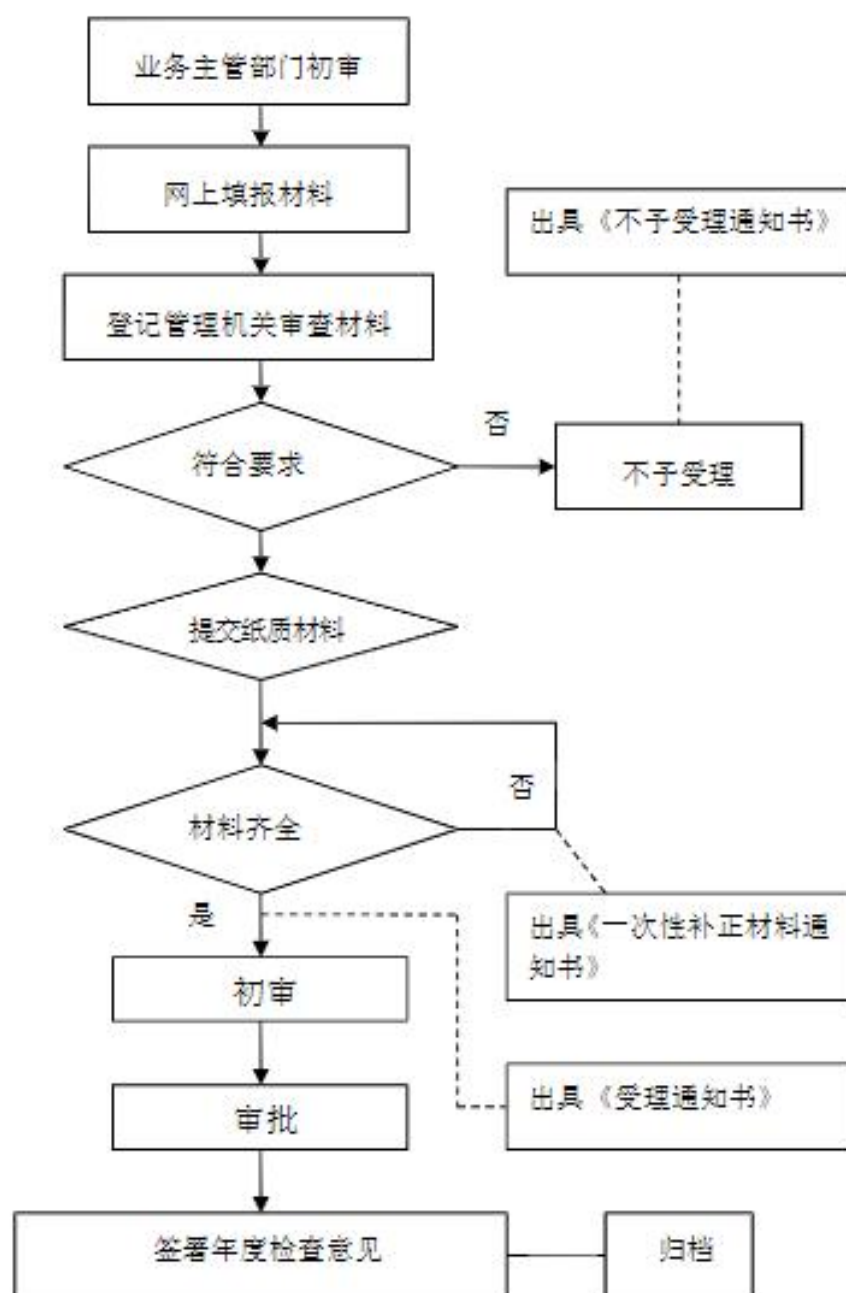 业务主管部门初审
网上填报材料
出具《不予受理通知书》
登记管理机关审查材料
否
符合要求
不予受理
提交纸质材料
否
材料齐全
是
出具《一次性补正材料通
知书》
初审
出具《受理通知书》
审批
签署年度检查意见
归档